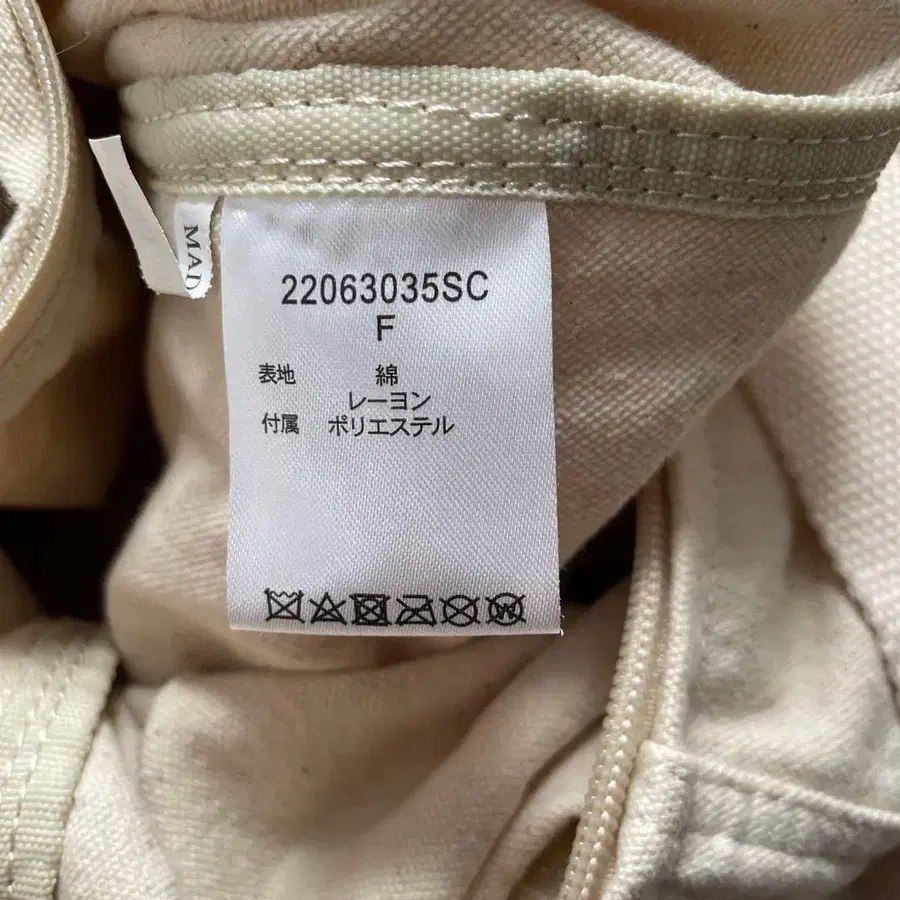 22063035SC
F
表地 綿
レーヨン
付属 ポリエステル
MAD